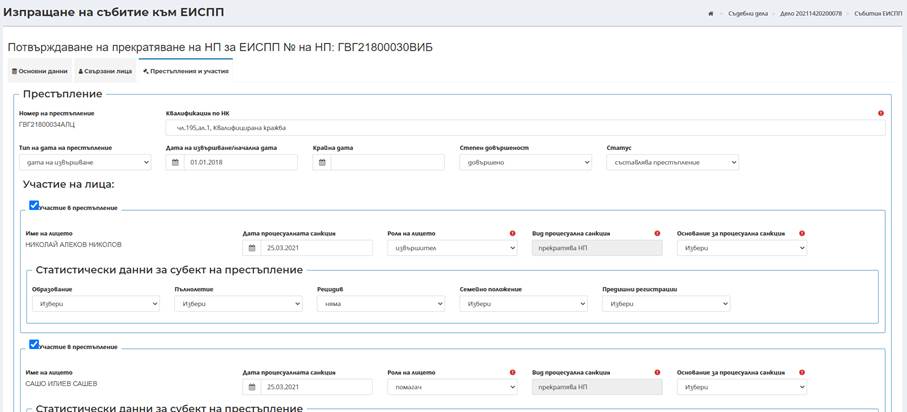 Изпращане на събитие към ЕИСПП
Съдебни дела
Дело 20211420200078
Събития ЕИСПП
Потвърждаване на прекратяване на НП за ЕИСПП № на НП: ГВГ21800030ВИБ
Основни данни
Свързани лица
Престъпления и участия
Престъпление
Номер на престъпление
Квалификация по НК
ГВГ21800034АЛЦ
чл.195,ал.1, Квалифицирана кражба
Тип на дата на престъпление
Дата на извършване/начална дата
Крайна дата
Степен довършеност
Статус
дата на извършване
01.01.2018
довършено
съставлява престъпление
Участие на лица:
Участие в престъпление
Име на лицето
Дата процесуалната санкция
Роля на лицето
Вид процесуална санкция
Основание за процесуална санкция
НИКОЛАЙ АЛЕКОВ НИКОЛОВ
25.03.2021
извършител
прекратява НП
Избери
Статистически данни за субект на престъпление
Образование
Пълнолетие
Рецидив
Семейно положение
Предишни регистрации
Избери
Избери
няма
Избери
Избери
Участие в престъпление
Име на лицето
Дата процесуалната санкция
Роля на лицето
Вид процесуална санкция
Основание за процесуална санкция
САШО ИЛИЕВ САШЕВ
25.03.2021
помагач
прекратява НП
Избери
Статистически данни за субект на престъпление